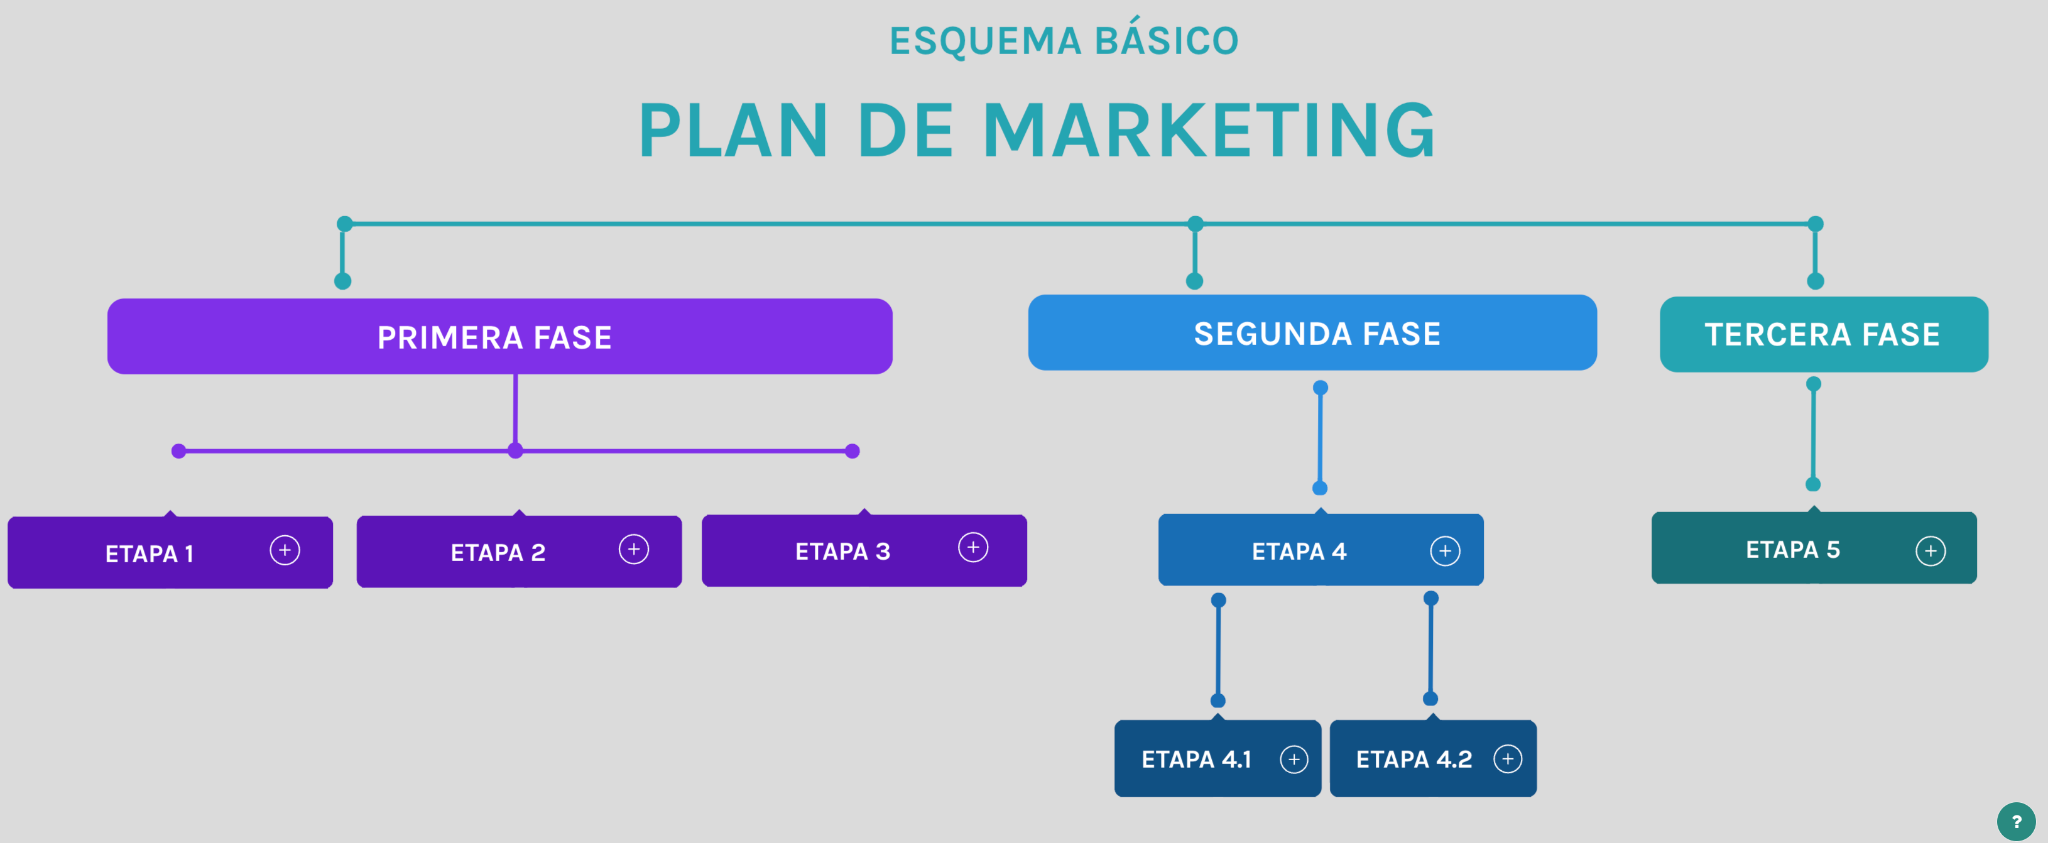 ESQUEMA BÁSICO
PLAN DE MARKETING
PRIMERA FASE
SEGUNDA FASE
TERCERA FASE
ETAPA 1
ETAPA 2
ETAPA 3
ETAPA 4
ETAPA 5
ETAPA 4.1
ETAPA 4.2
?